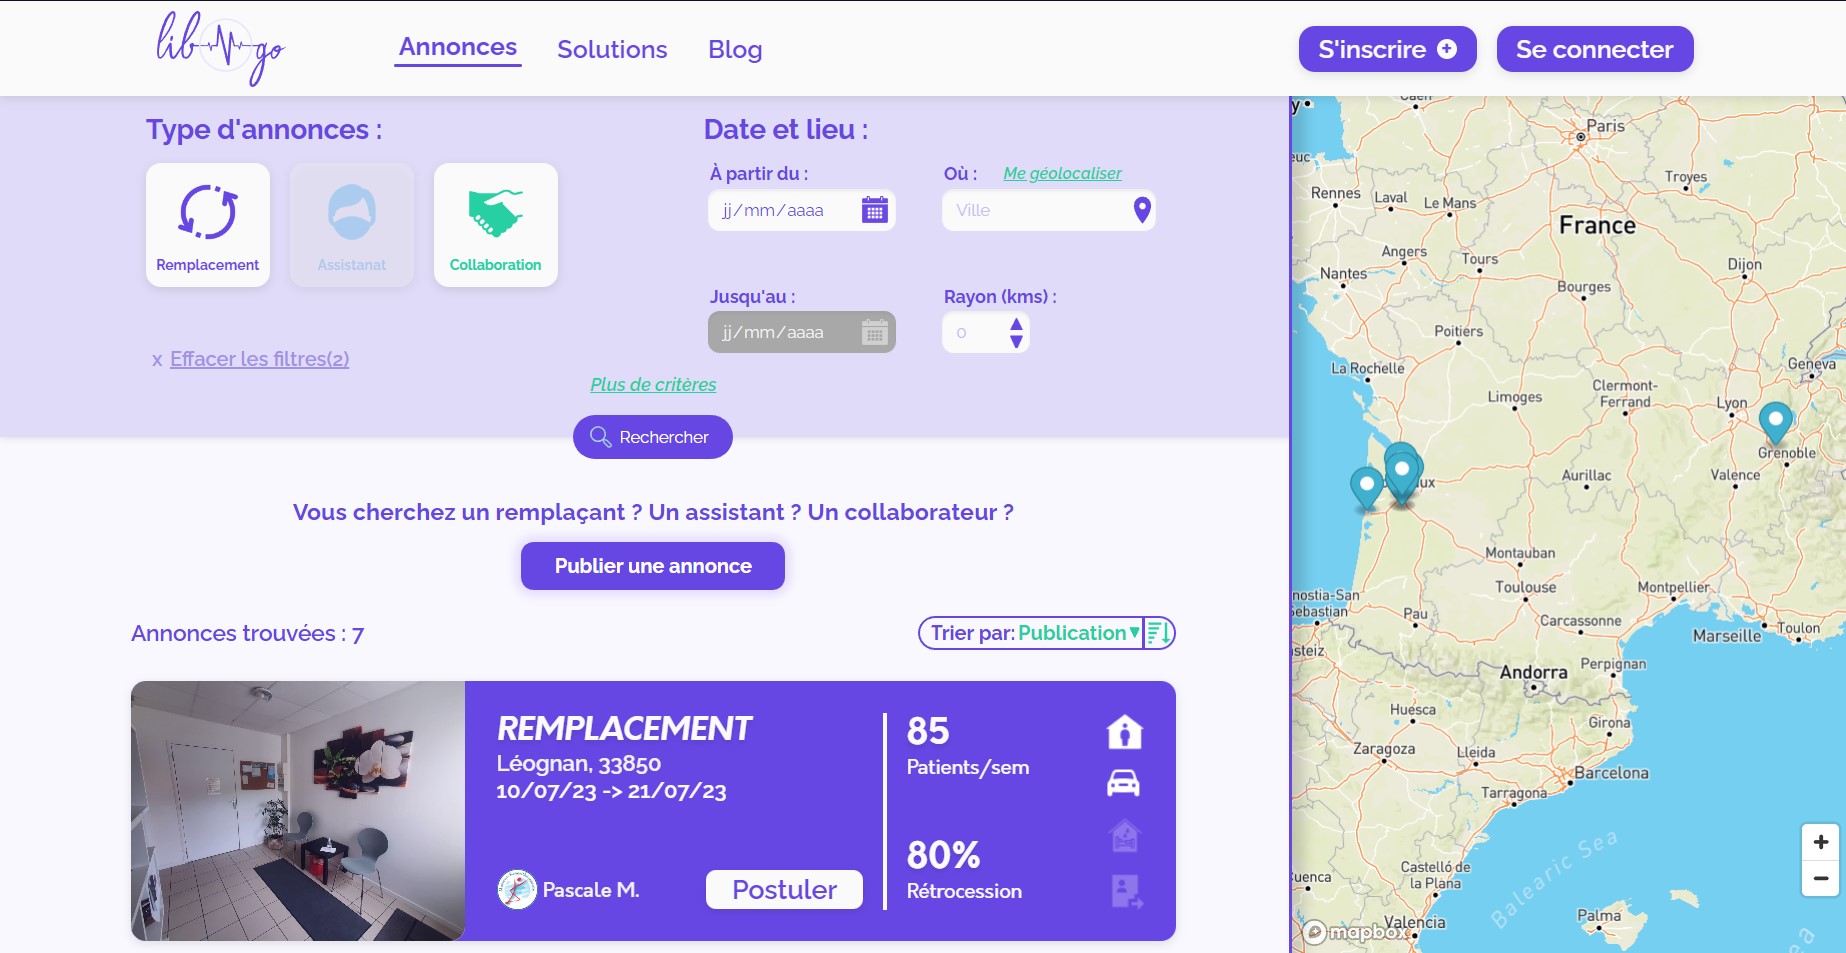 lib go
Annonces
Solutions
Blog
S'inscrire
Se connecter
Type d'annonces :
Remplacement
Assistanat
Collaboration
x Effacer les filtres(2)
Date et lieu :
À partir du :
jj/mm/aaaa
Où :
Me géolocaliser
Ville
Jusqu'au :
jj/mm/aaaa
Rayon (kms) :
0
Plus de critères
Rechercher
Vous cherchez un remplaçant ? Un assistant ? Un collaborateur ?
Publier une annonce
Annonces trouvées : 7
Trier par: Publication
REMPLACEMENT
Léognan, 33850
10/07/23 -> 21/07/23
Pascale M.
Postuler
85
Patients/sem
80%
Rétrocession
Caen
Paris
Troyes
Rennes
Laval
Le Mans
France
Angers
Tours
Dijon
Nantes
Bourges
Poitiers
La Rochelle
Geneva
Clermont-
Ferrand
Limoges
Lyon
Grenoble
Aurillac
Valence
Montauban
Toulouse
Montpellier
nostia-San
Sebastian
Pau
Carcassonne
Marseille
Toulon
asteiz
Andorra
Perpignan
Huesca
Girona
Zaragoza
Lleida
Barcelona
Tarragona
Balearic Sea
Castelló de
la Plana
uenca
Palma
Valencia
mapbox